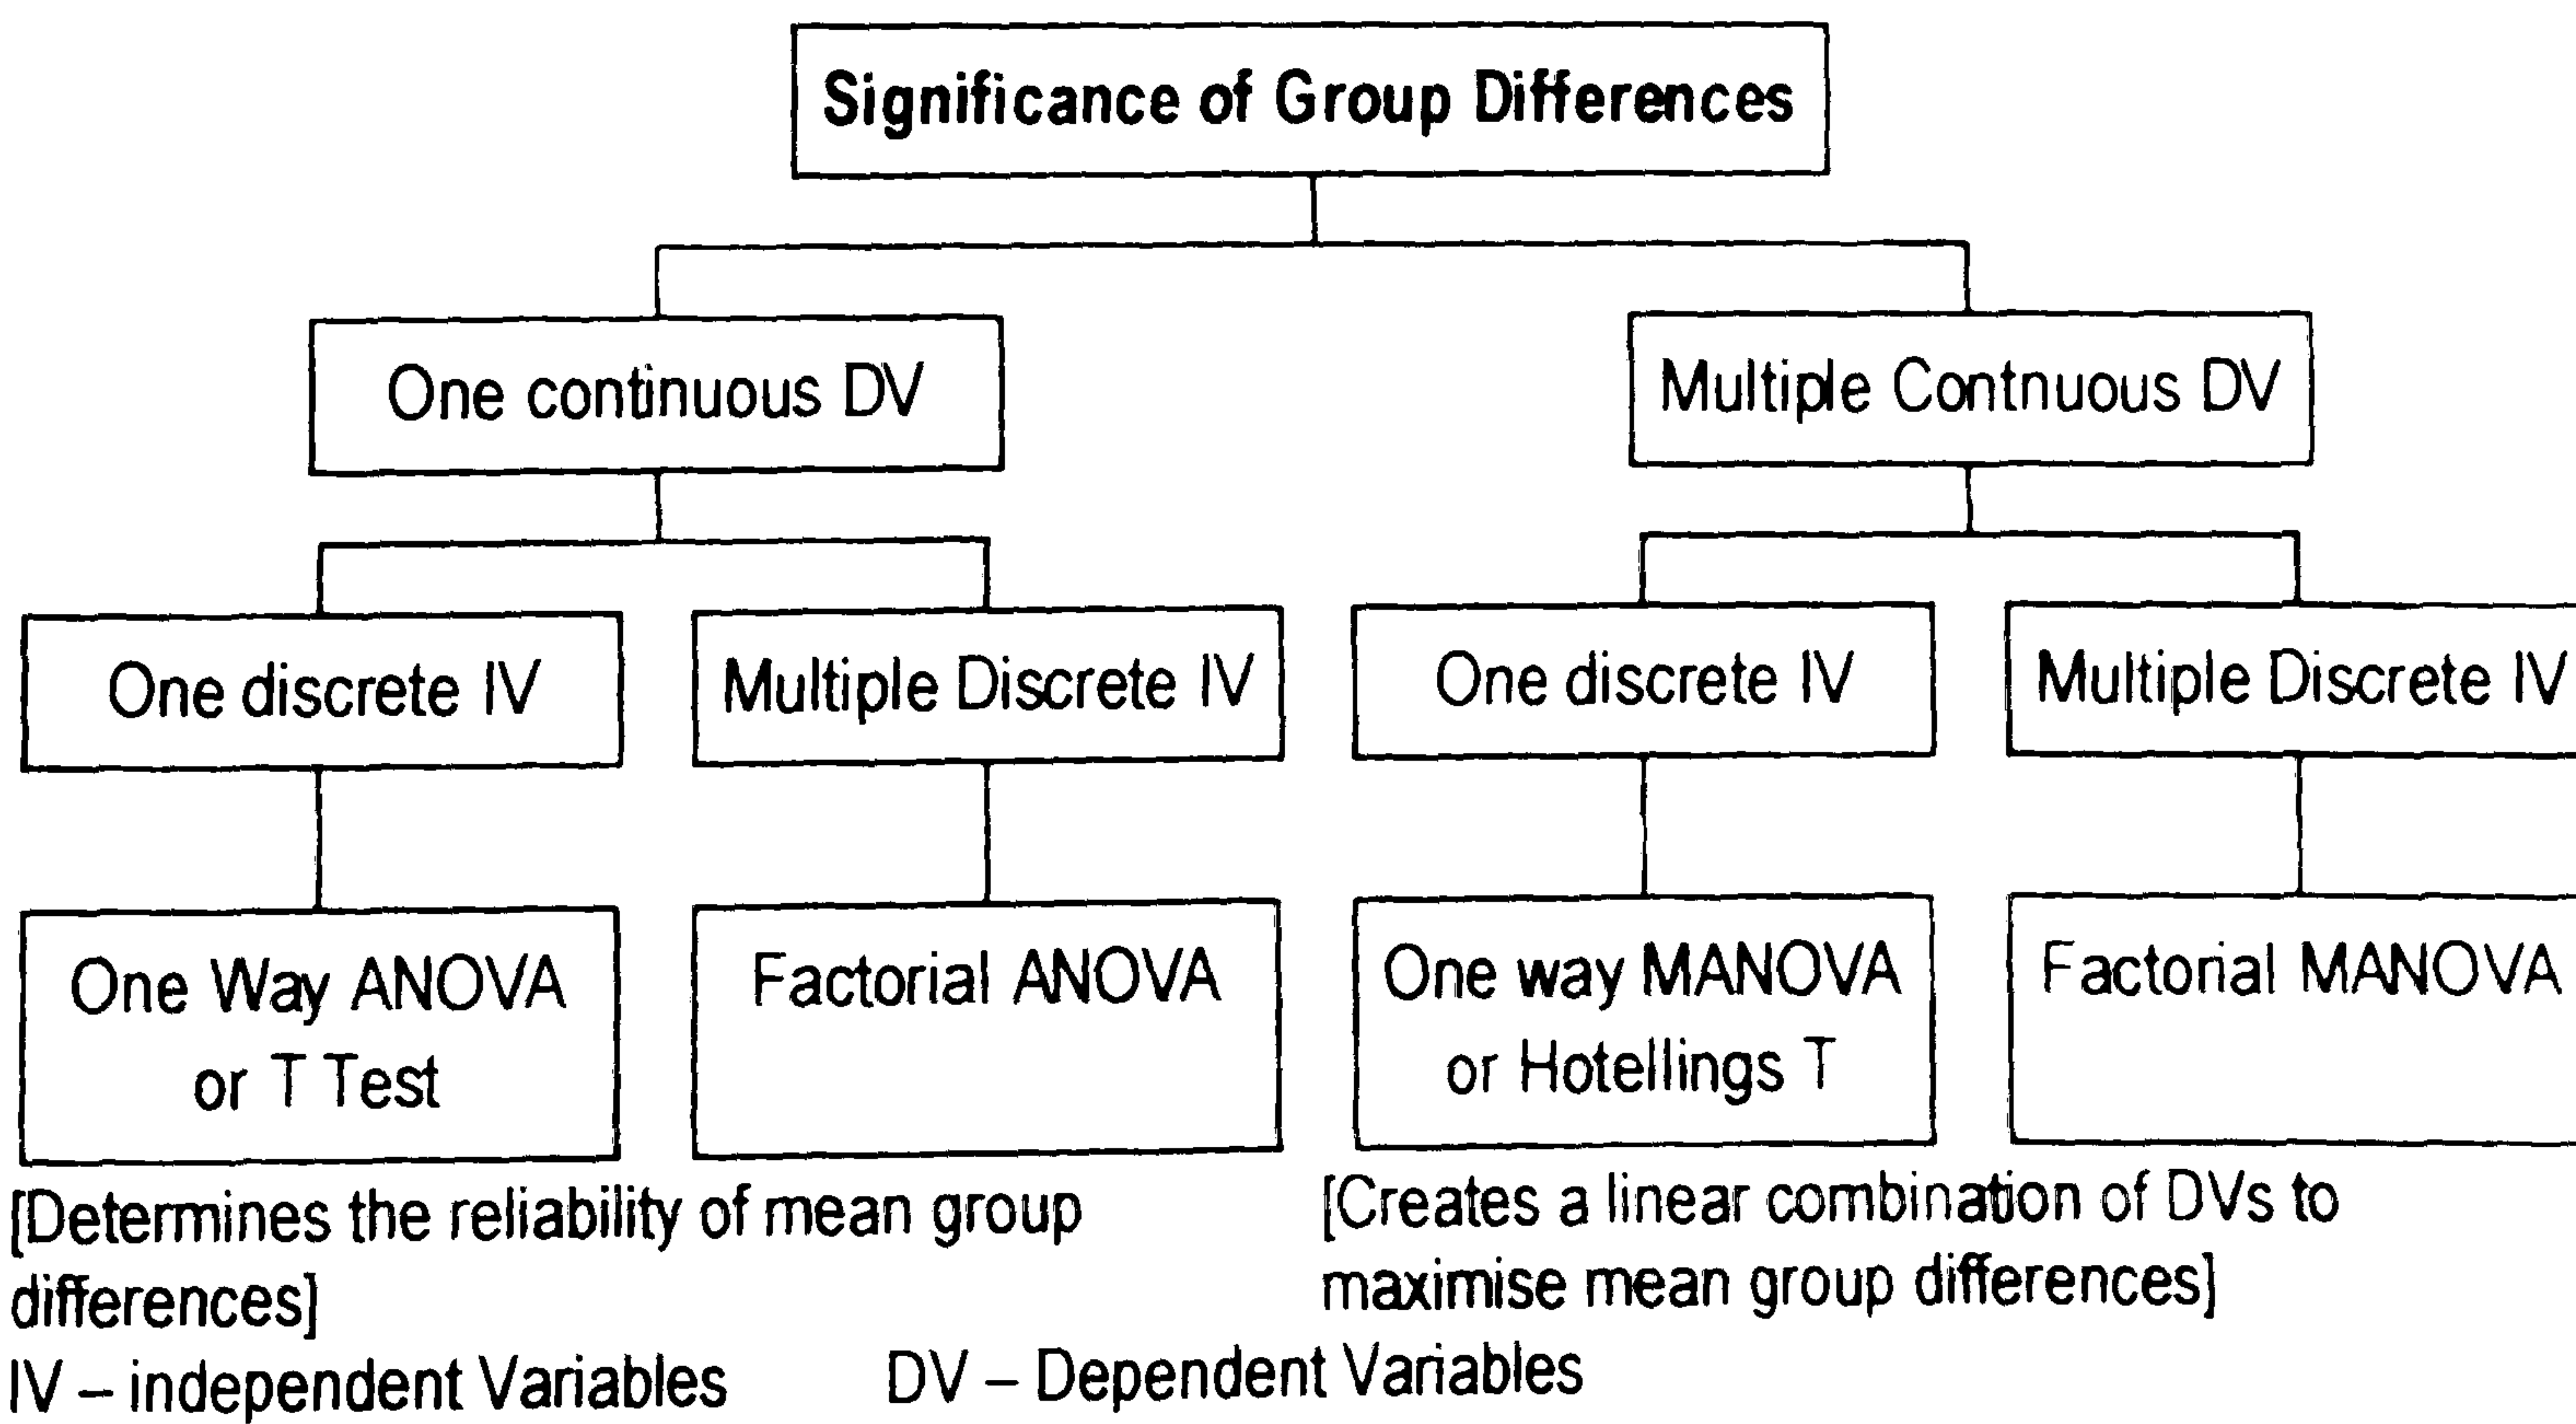 Significance of Group Differences
One continuous DV
Multiple Contnuous DV
One discrete IV
Multiple Discrete IV
One discrete IV
Multiple Discrete IV
One Way ANOVA
or T Test
Factorial ANOVA
One way MANOVA
or Hotellings T
Factorial MANOVA
[Determines the reliability of mean group
differences]
[Creates a linear combination of DVs to
maximise mean group differences]
IV – independent Variables
DV – Dependent Variables